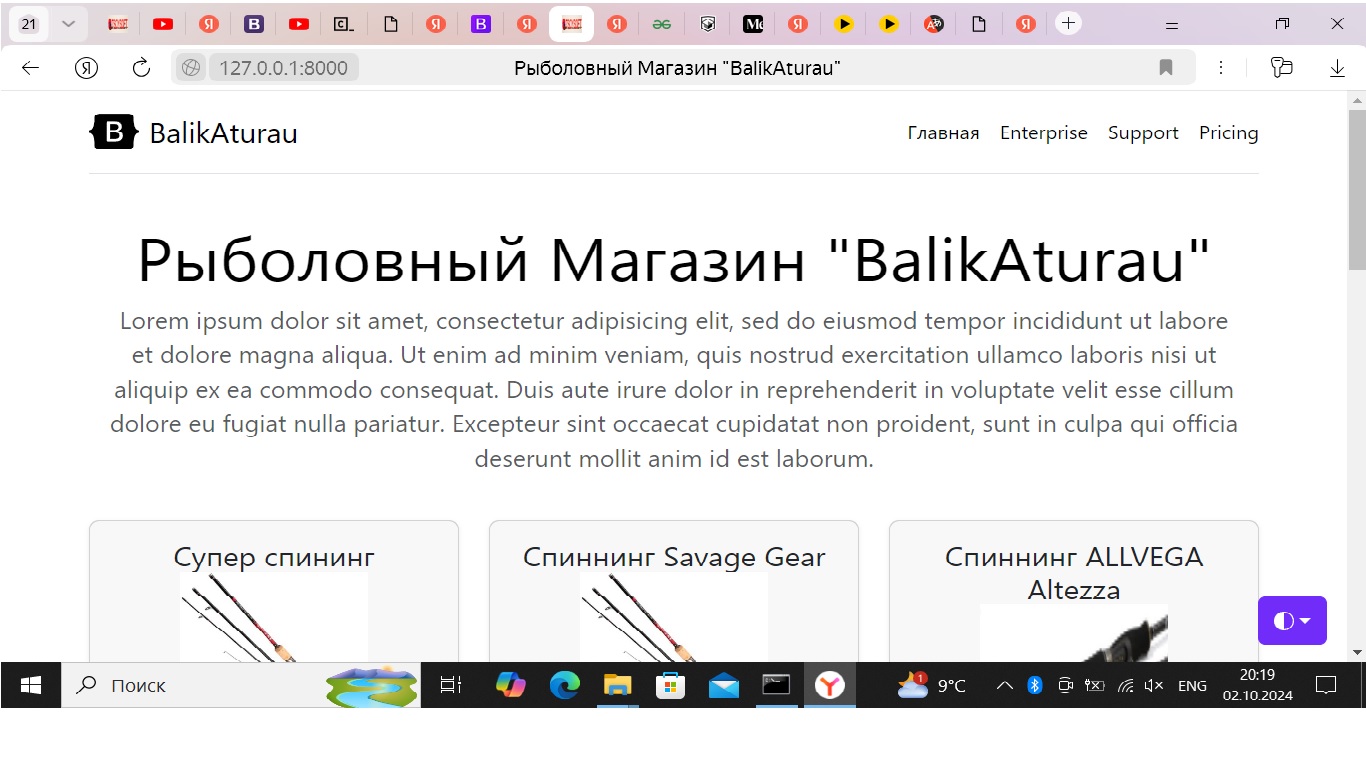 21
127.0.0.1:8000
Рыболовный Магазин "BalikAturau"
B BalikAturau
Главная Enterprise Support Pricing
Рыболовный Магазин "BalikAturau"
Lorem ipsum dolor sit amet, consectetur adipisicing elit, sed do eiusmod tempor incididunt ut labore
et dolore magna aliqua. Ut enim ad minim veniam, quis nostrud exercitation ullamco laboris nisi ut
aliquip ex ea commodo consequat. Duis aute irure dolor in reprehenderit in voluptate velit esse cillum
dolore eu fugiat nulla pariatur. Excepteur sint occaecat cupidatat non proident, sunt in culpa qui officia
deserunt mollit anim id est laborum.
Супер спининг
Спиннинг Savage Gear
Спиннинг ALLVEGA
Altezza
Поиск
1
9°C
ENG
20:19
02.10.2024